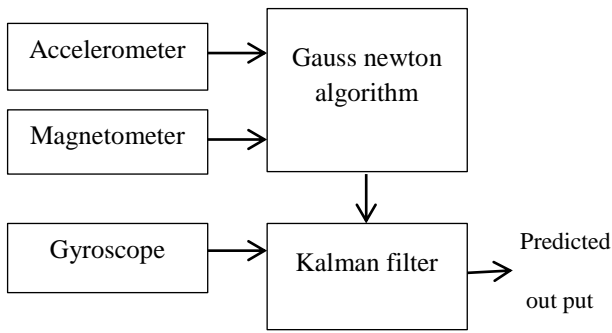 Accelerometer
Gauss newton
algorithm
Magnetometer
Gyroscope
Kalman filter
Predicted
out put